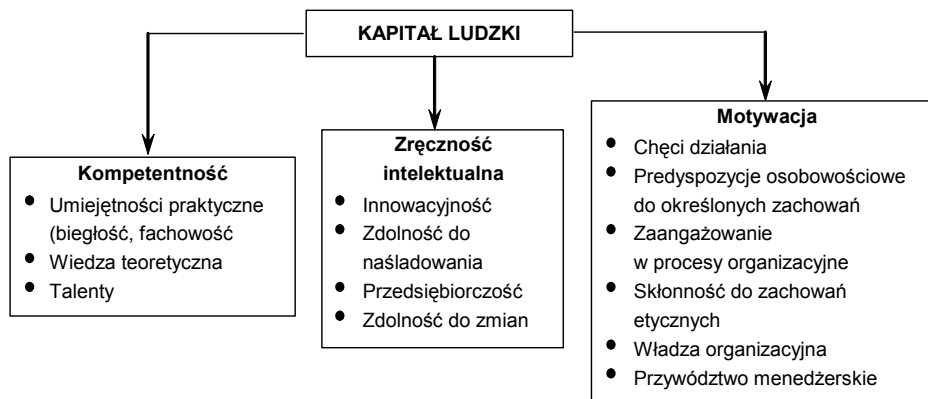 KAPITAŁ LUDZKI
Kompetentność
• Umiejętności praktyczne
(biegłość, fachowość
• Wiedza teoretyczna
• Talenty
Zręczność
intelektualna
• Innowacyjność
• Zdolność do
naśladowania
• Przedsiębiorczość
• Zdolność do zmian
Motywacja
• Chęci działania
• Predyspozycje osobowościowe
do określonych zachowań
• Zaangażowanie
w procesy organizacyjne
• Skłonność do zachowań
etycznych
• Władza organizacyjna
• Przywództwo menedżerskie